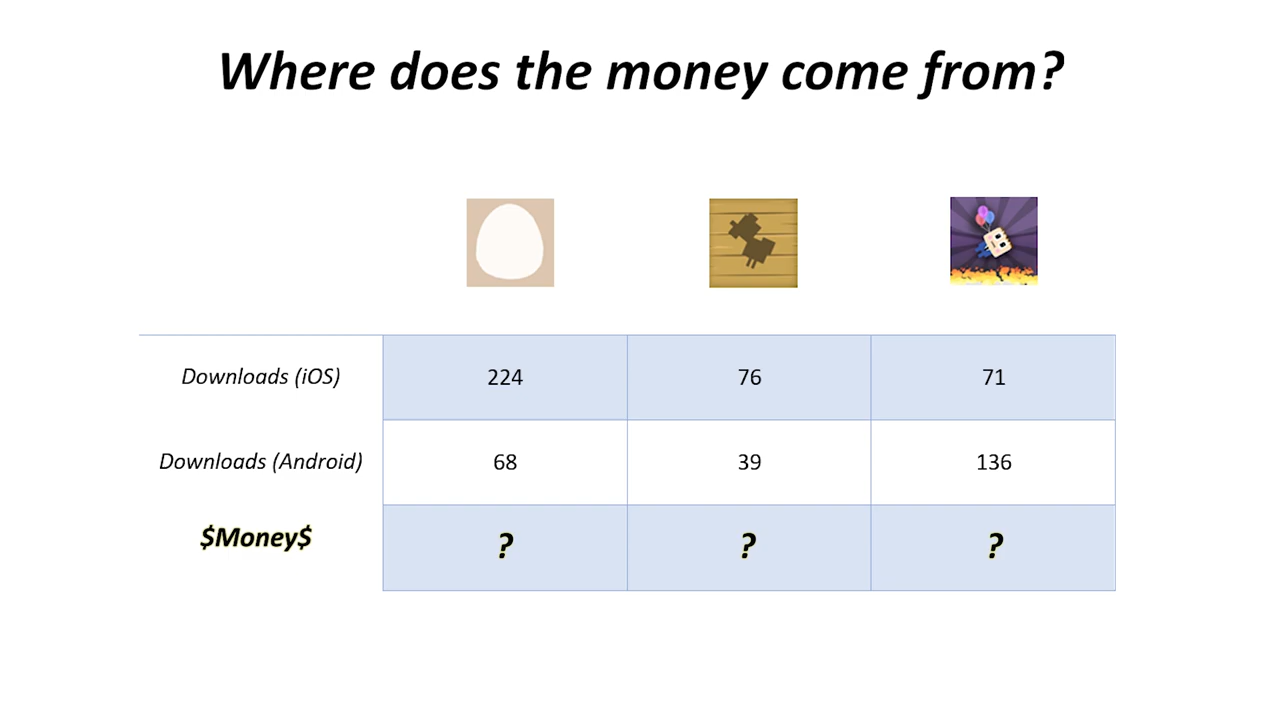 Where does the money come from?
Downloads (iOS) 224 76 71
Downloads (Android) 68 39 136
$Money$ ? ? ?